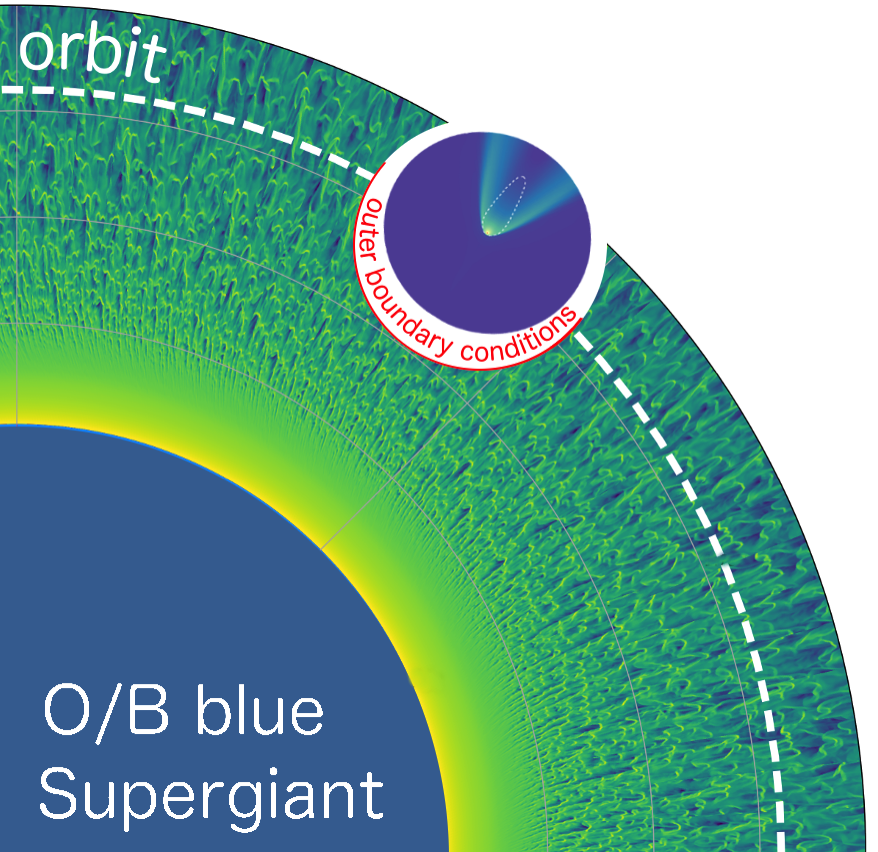 orbit
outer boundary conditions
O/B blue
Supergiant